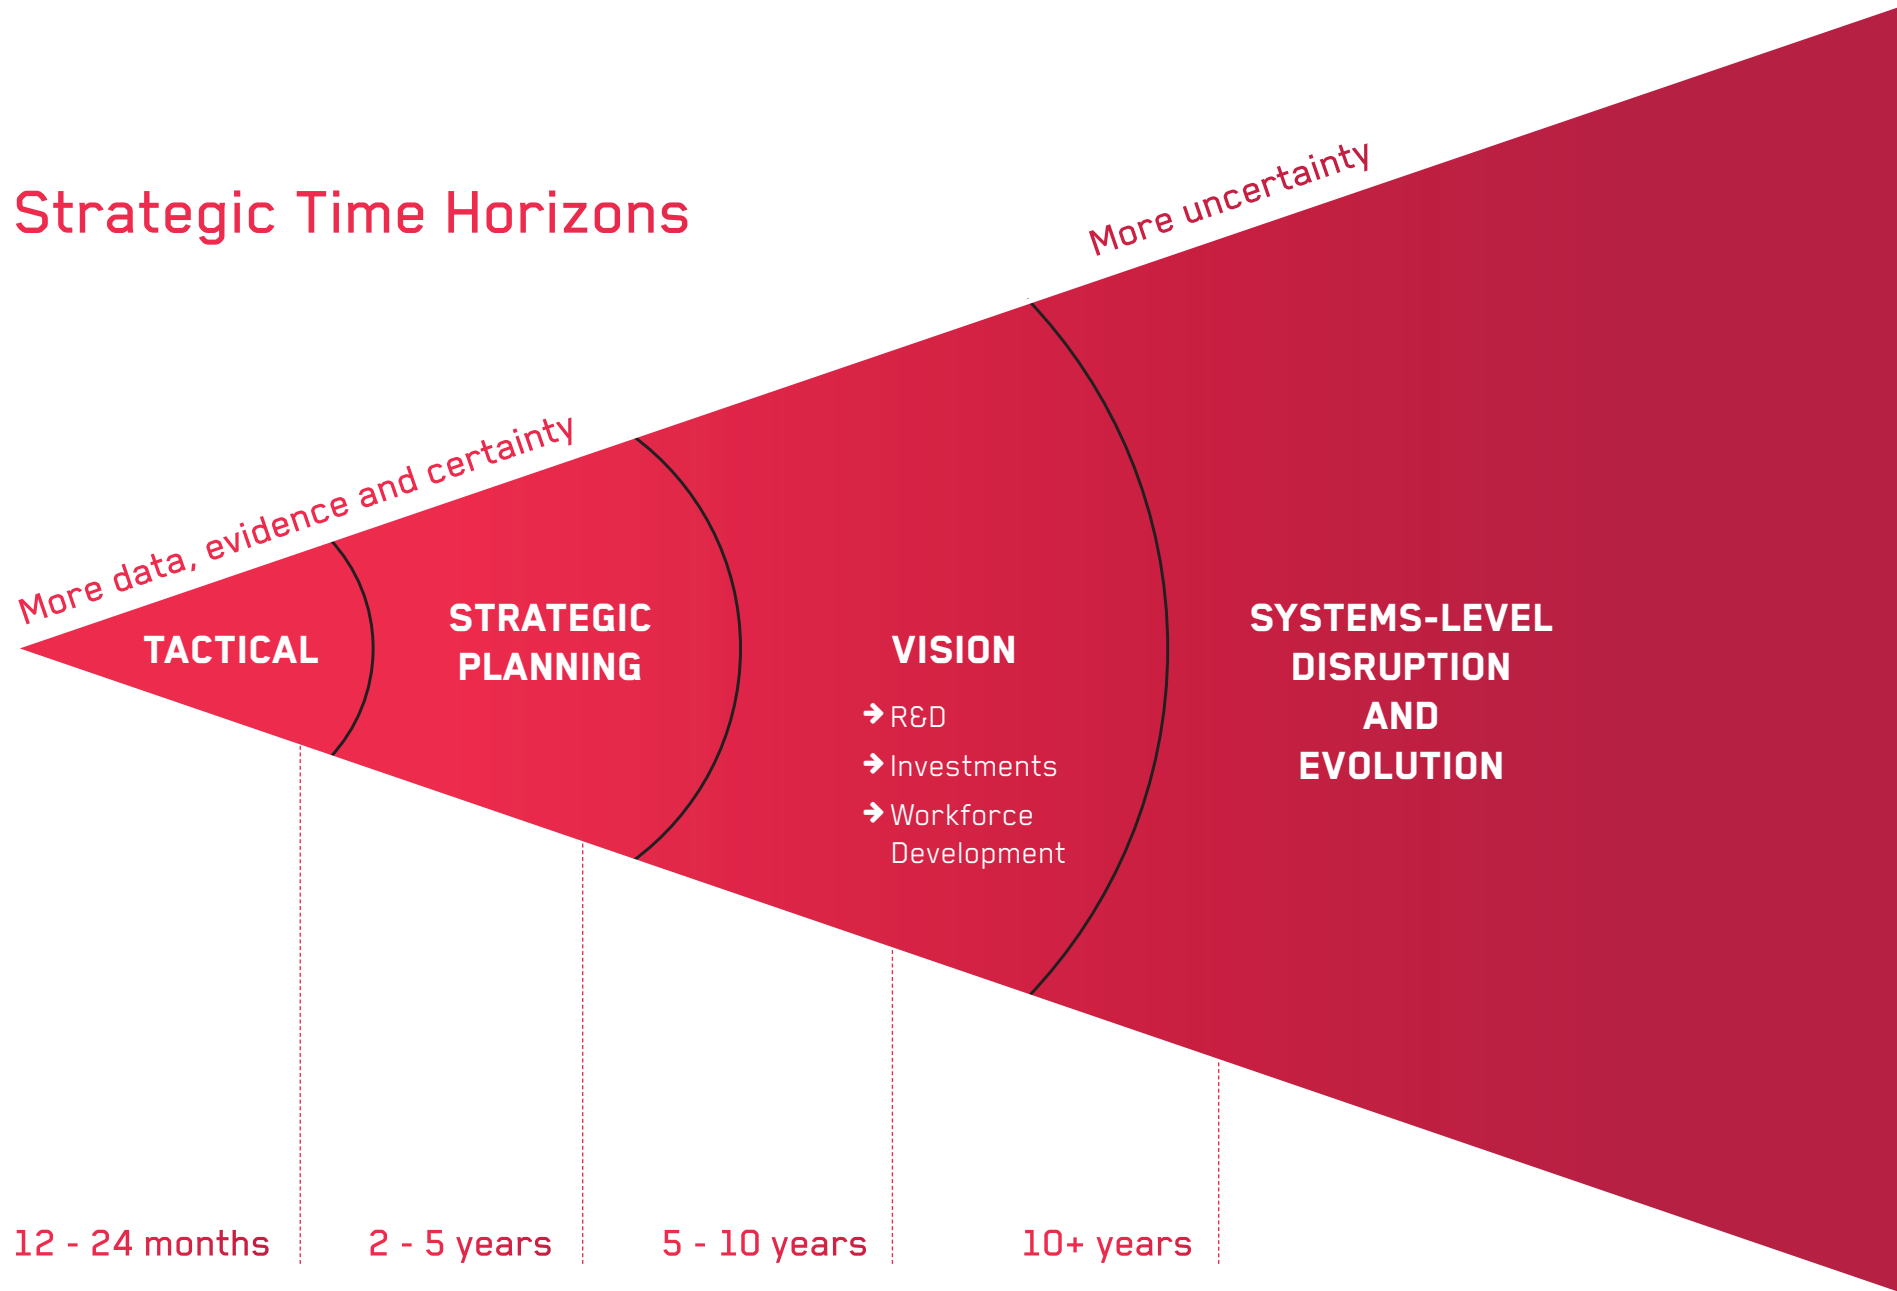 Strategic Time Horizons
More data, evidence and certainty
More uncertainty
TACTICAL
STRATEGIC
PLANNING
VISION
R&D
Investments
Workforce
Development
SYSTEMS-LEVEL
DISRUPTION
AND
EVOLUTION
12 - 24 months
2 - 5 years
5 - 10 years
10+ years